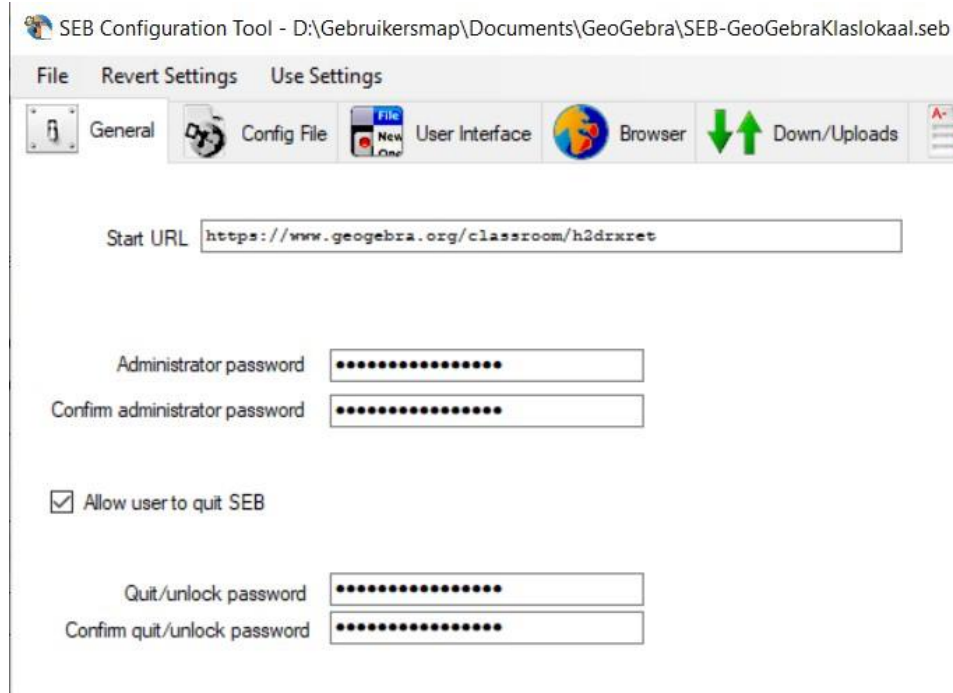 SEB Configuration Tool - D:\Gebruikersmap\Documents\GeoGebra\SEB-GeoGebraKlaslokaal.seb
File Revert Settings Use Settings
General Config File User Interface Browser Down/Uploads
File
New
A-
Start URL https://www.geogebra.org/classroom/h2drxret
Administrator password ••••••••••••••••
Confirm administrator password ••••••••••••••••
Allow user to quit SEB
Quit/unlock password ••••••••••••••••
Confirm quit/unlock password ••••••••••••••••